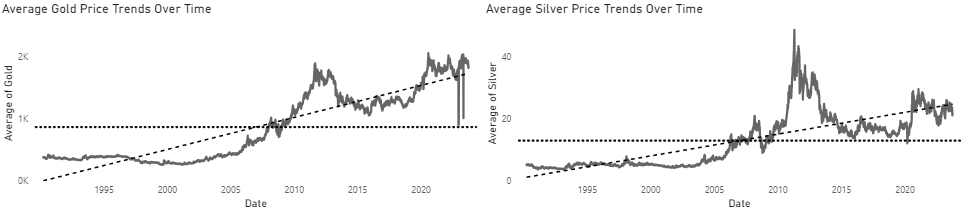 Average Gold Price Trends Over Time
Average of Gold
2K
1K
0K
1995 2000 2005 2010 2015 2020
Date
Average Silver Price Trends Over Time
Average of Silver
40
20
0
1995 2000 2005 2010 2015 2020
Date